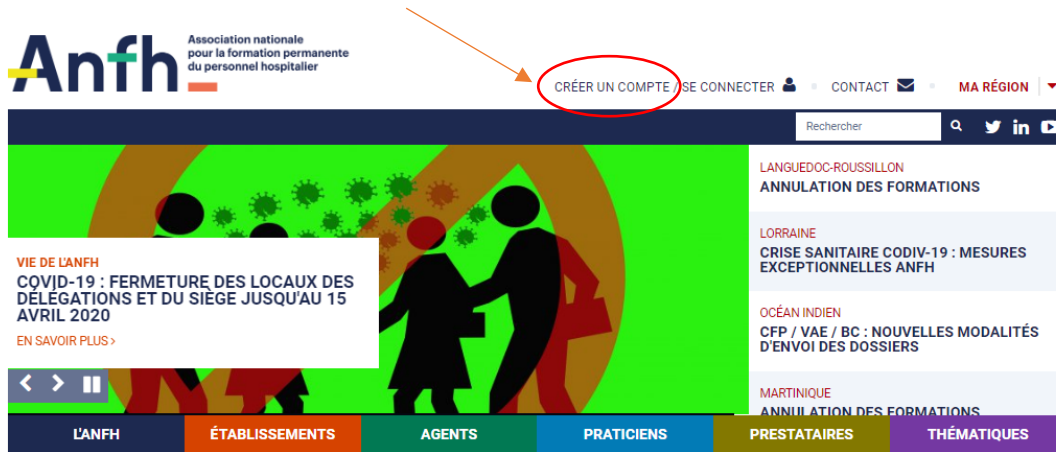 Anfh
Association nationale
pour la formation permanente
du personnel hospitalier
CRÉER UN COMPTE / SE CONNECTER
CONTACT
MA RÉGION
Rechercher
VIE DE L'ANFH
COVID-19 : FERMETURE DES LOCAUX DES
DÉLÉGATIONS ET DU SIÈGE JUSQU'AU 15
AVRIL 2020
EN SAVOIR PLUS >
LANGUEDOC-ROUSSILLON
ANNULATION DES FORMATIONS
LORRAINE
CRISE SANITAIRE CODIV-19 : MESURES
EXCEPTIONNELLES ANFH
OCÉAN INDIEN
CFP / VAE / BC : NOUVELLES MODALITÉS
D'ENVOI DES DOSSIERS
MARTINIQUE
ANNULATION DES FORMATIONS
L'ANFH
ÉTABLISSEMENTS
AGENTS
PRATICIENS
PRESTATAIRES
THÉMATIQUES